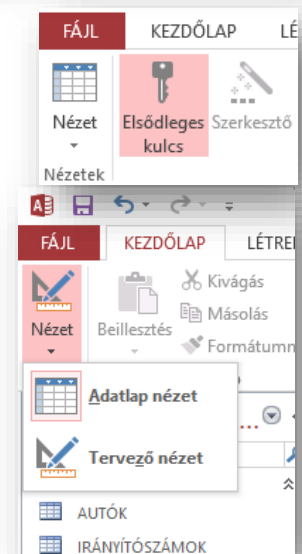 FÁJL KEZDŐLAP LÉ
Nézet Elsődleges kulcs Szerkesztő
Nézetek
FÁJL KEZDŐLAP LÉTRE
Nézet Beillesztés Kivágás
Másolás
Formátumm
Adatlap nézet
Tervező nézet
AUTÓK
IRÁNYÍTÓSZÁMOK